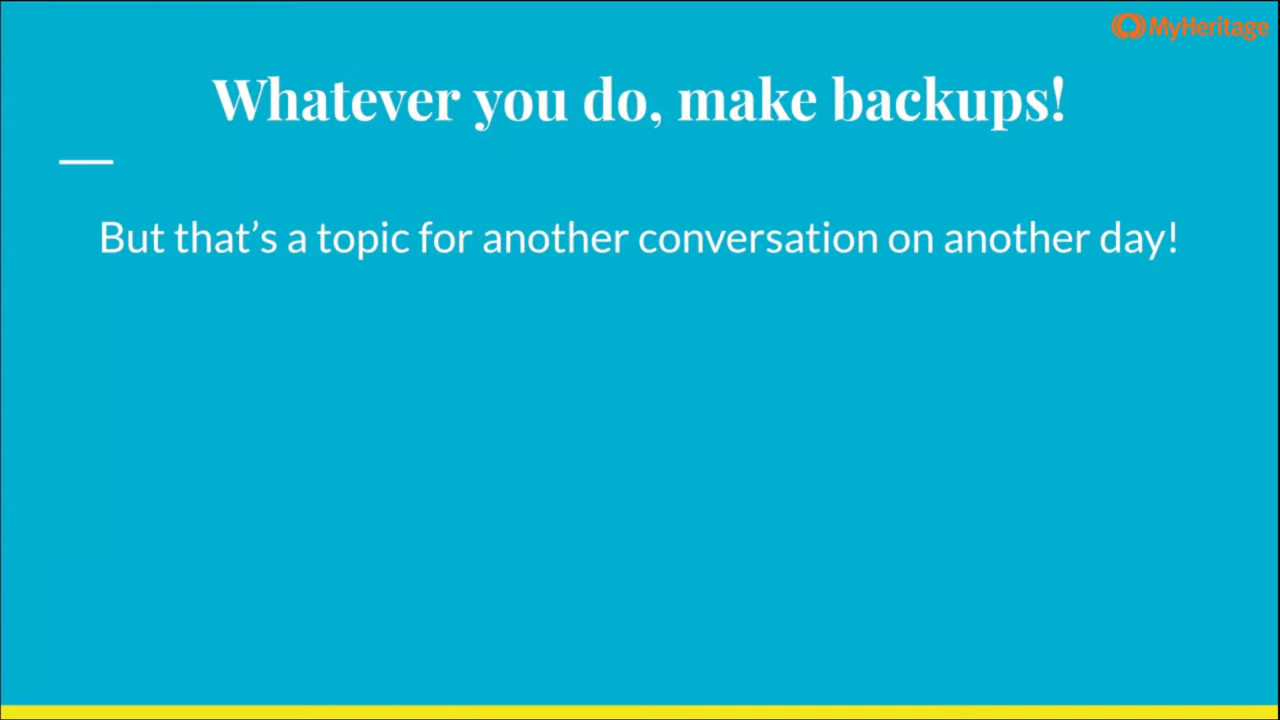 MyHeritage
Whatever you do, make backups!
But that’s a topic for another conversation on another day!